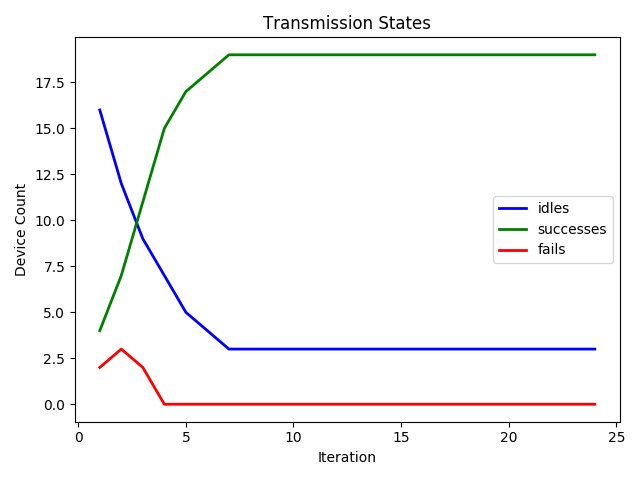 Transmission States
Device Count
17.5
15.0
12.5
10.0
7.5
5.0
2.5
0.0
idles
successes
fails
0 5 10 15 20 25
Iteration